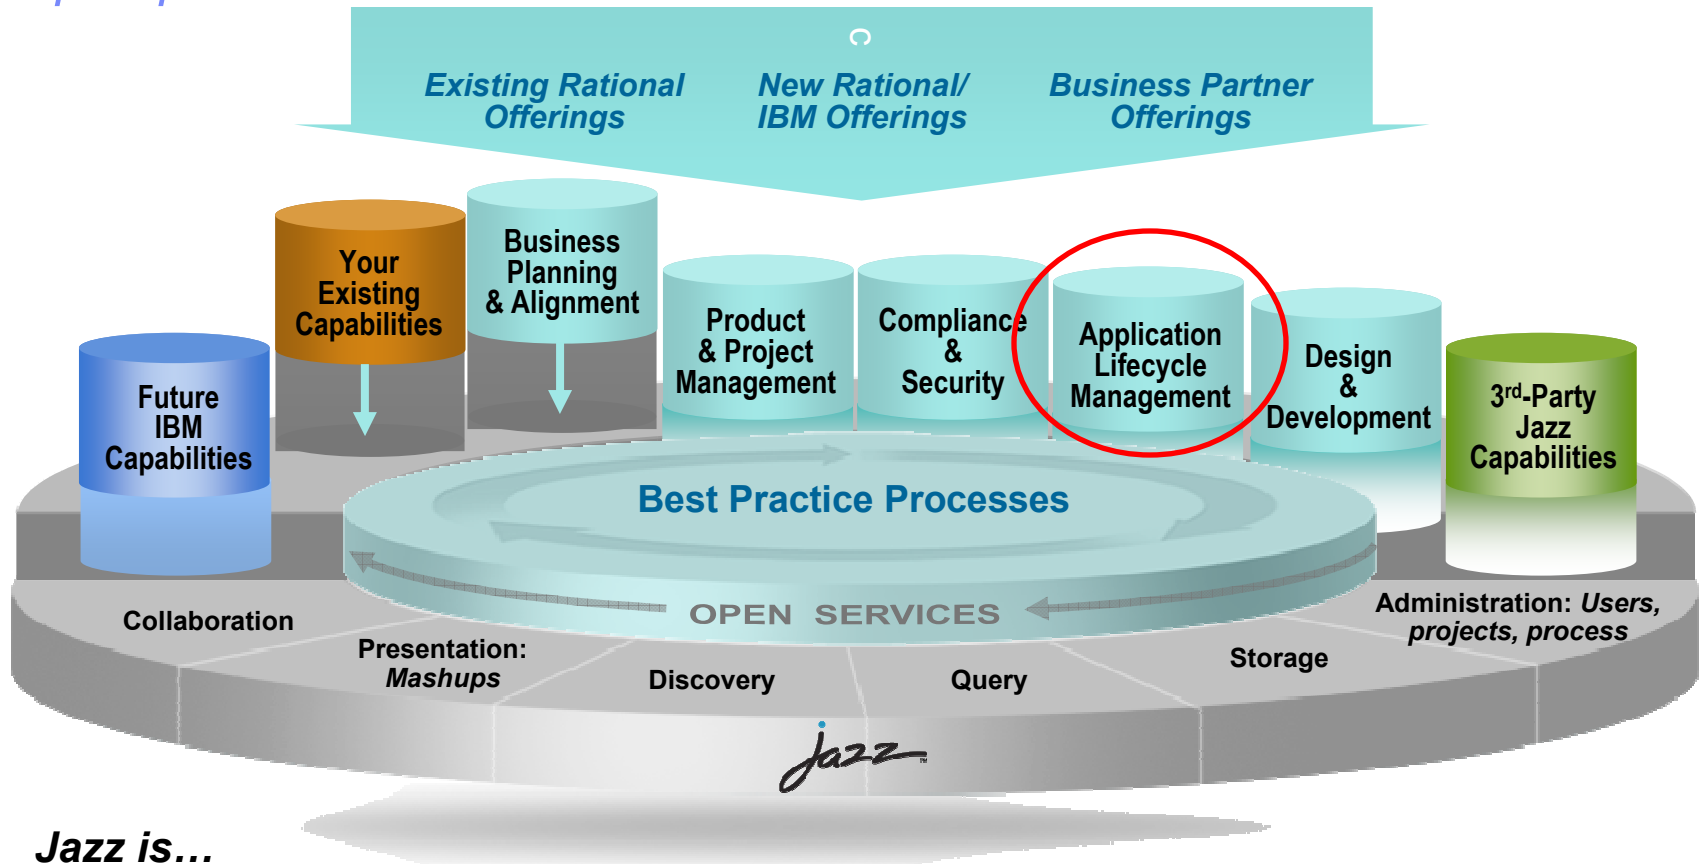 C
Existing Rational
Offerings
New Rational/
IBM Offerings
Business Partner
Offerings
Future
IBM
Capabilities
Your
Existing
Capabilities
Business
Planning
& Alignment
Product
& Project
Management
Compliance
&
Security
Application
Lifecycle
Management
Design
&
Development
3rd-Party
Jazz
Capabilities
Best Practice Processes
OPEN SERVICES
Collaboration
Presentation:
Mashups
Discovery
Query
Storage
Administration: Users,
projects, process
jazz™
Jazz is…